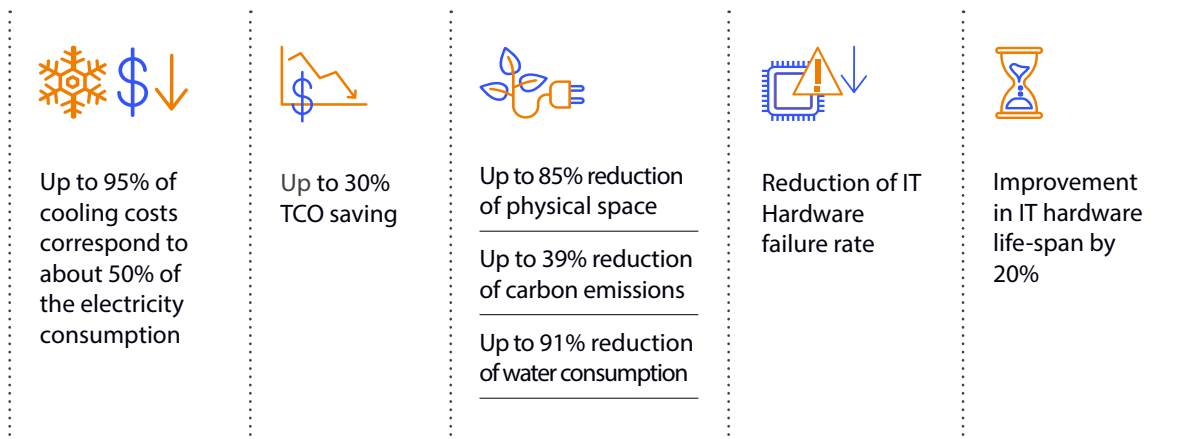 Up to 95% of
cooling costs
correspond to
about 50% of
the electricity
consumption
Up to 30%
TCO saving
Up to 85% reduction
of physical space
Up to 39% reduction
of carbon emissions
Up to 91% reduction
of water consumption
Reduction of IT
Hardware
failure rate
Improvement
in IT hardware
life-span by
20%